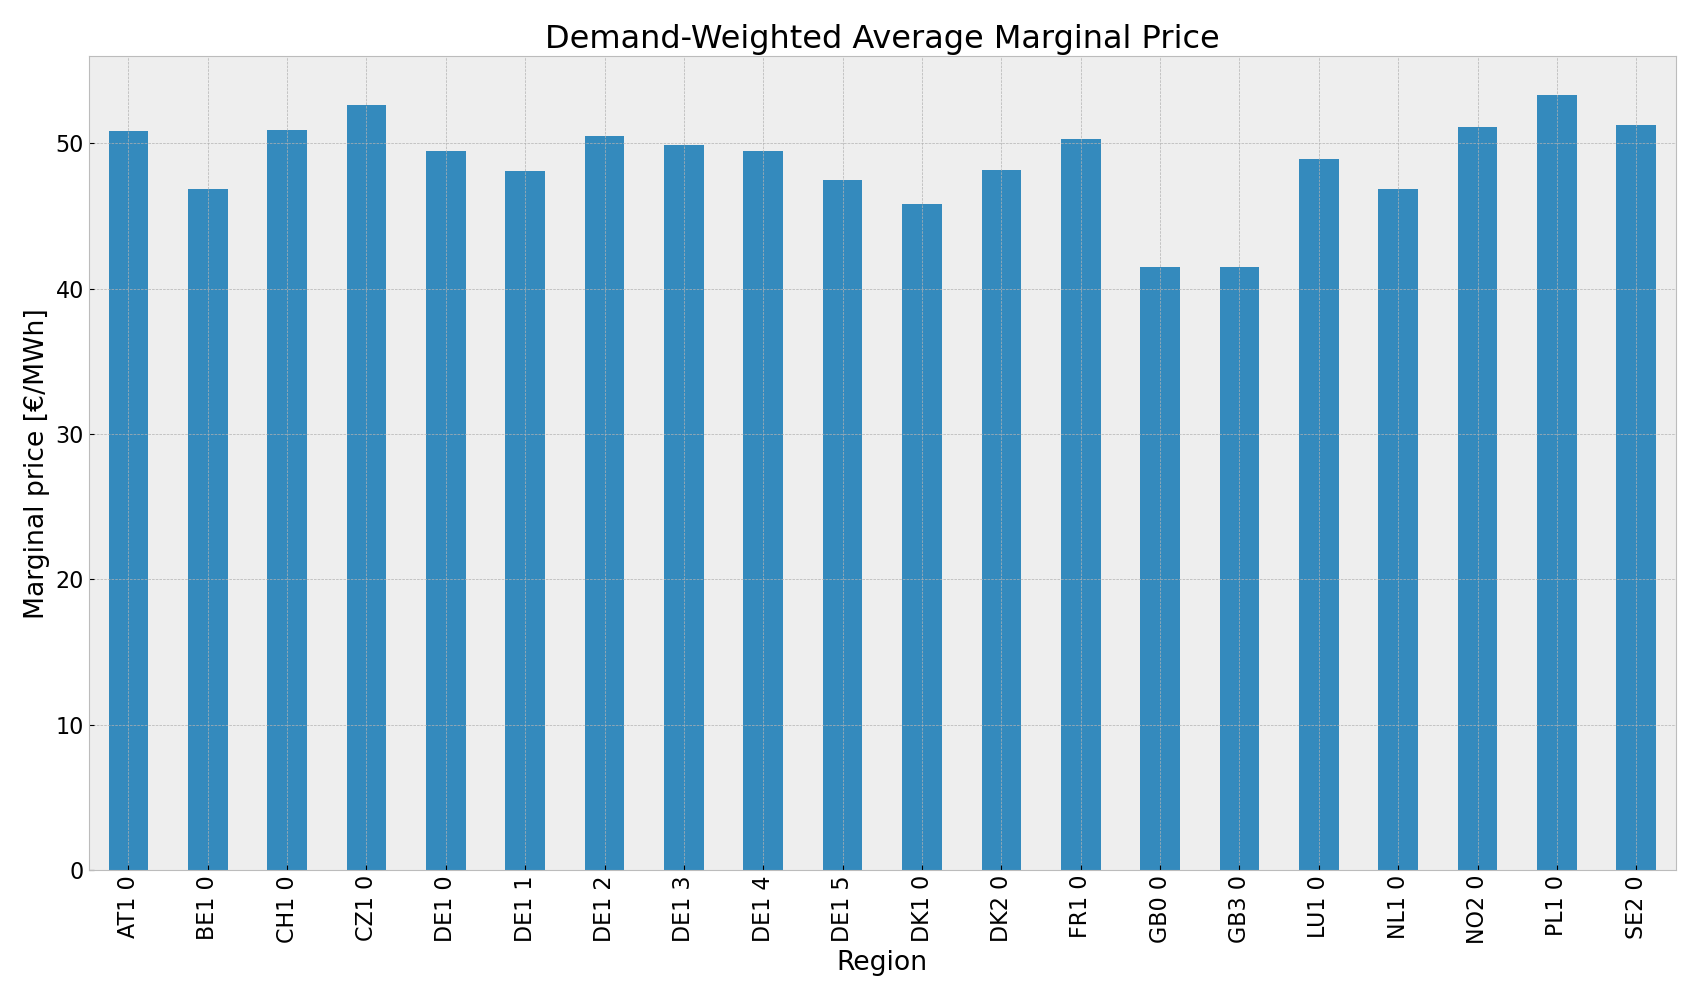 Demand-Weighted Average Marginal Price
Marginal price [€/MWh]
50
40
30
20
10
0
AT1 0
BE1 0
CH1 0
CZ1 0
DE1 0
DE1 1
DE1 2
DE1 3
DE1 4
DE1 5
DK1 0
DK2 0
FR1 0
GB0 0
GB3 0
LU1 0
NL1 0
NO2 0
PL1 0
SE2 0
Region